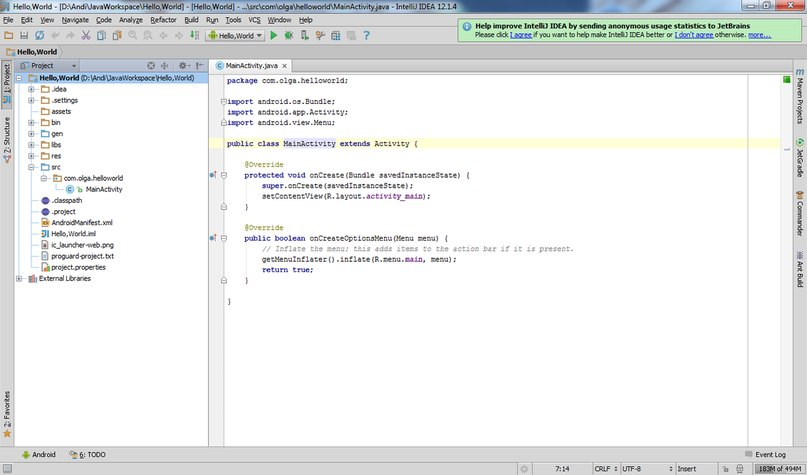 Hello,World - [D:\Andi\JavaWorkspace\Hello,World] - [Hello,World] - ...\src\com\olga\helloworld\MainActivity.java - IntelliJ IDEA 12.1.4
File Edit View Navigate Code Analyze Refactor Build Run Tools VCS Window Help
Help improve IntelliJ IDEA by sending anonymous usage statistics to JetBrains
Please click I agree if you want to help make IntelliJ IDEA better or I don't agree otherwise. more...
Hello,World
Hello,World
Project
MainActivity.java
Hello,World (D:\Andi\JavaWorkspace\Hello,World)
.idea
.settings
assets
bin
gen
libs
res
src
com.olga.helloworld
MainActivity
.classpath
.project
AndroidManifest.xml
Hello,World.iml
ic_launcher-web.png
proguard-project.txt
project.properties
External Libraries
package com.olga.helloworld;
import android.os.Bundle;
import android.app.Activity;
import android.view.Menu;
public class MainActivity extends Activity {
@Override
protected void onCreate(Bundle savedInstanceState) {
super.onCreate(savedInstanceState);
setContentView(R.layout.activity_main);
}
@Override
public boolean onCreateOptionsMenu(Menu menu) {
// Inflate the menu; this adds items to the action bar if it is present.
getMenuInflater().inflate(R.menu.main, menu);
return true;
}
}
1: Project
Z: Structure
2: Favorites
Maven Projects
JetGradle
Commander
Ant Build
Android
6: TODO
Event Log
7:14
CRLF
UTF-8
Insert
183M of 494M